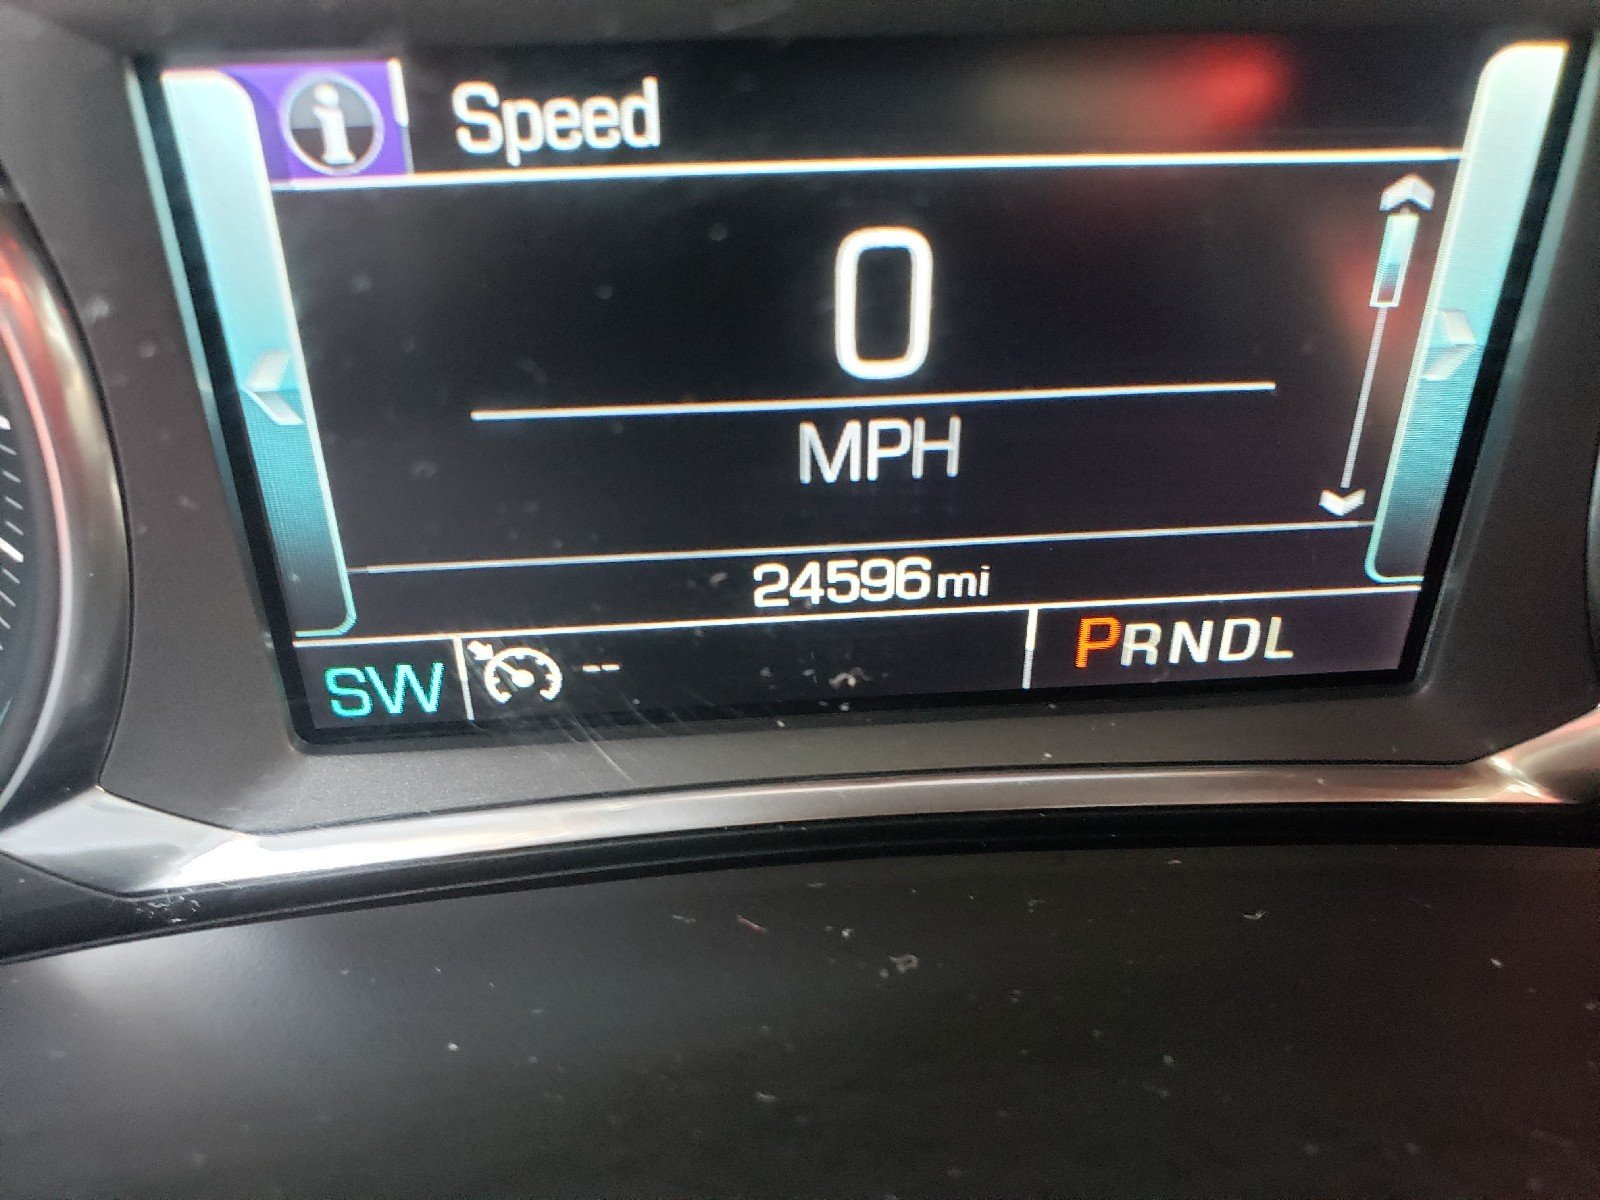 i Speed
0
MPH
24596 mi
SW -- PRNDL